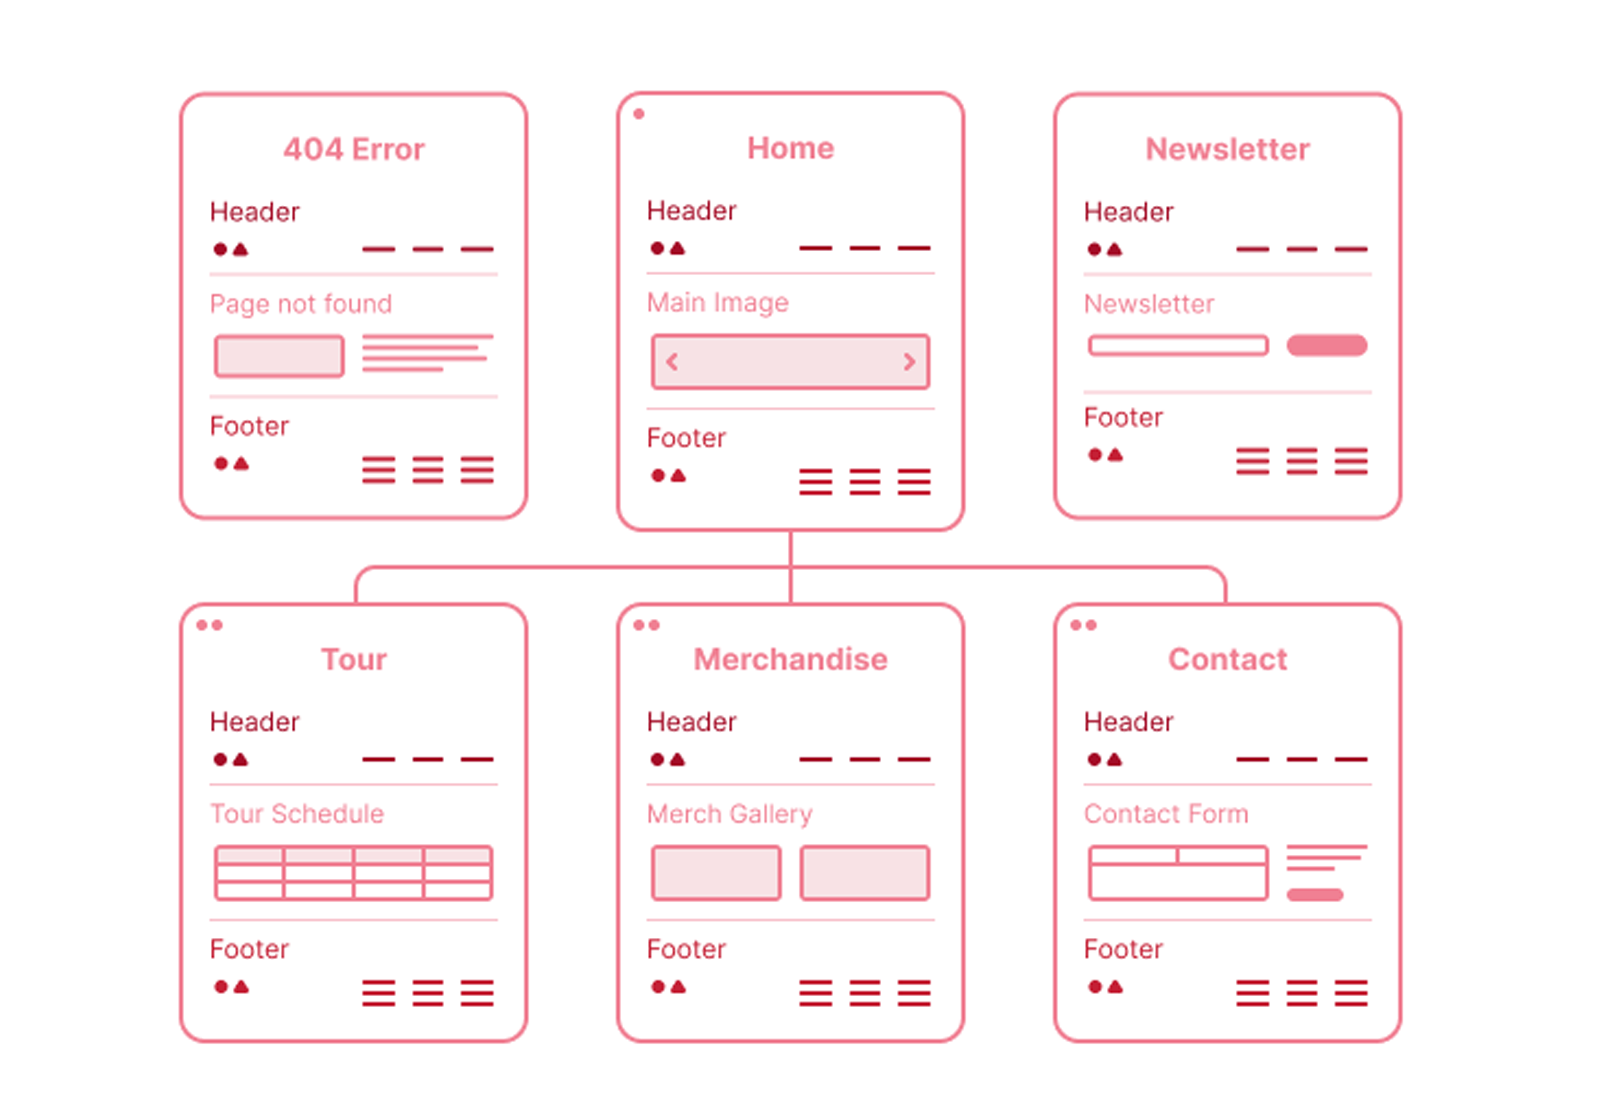 404 Error
Header
Page not found
Footer
Home
Header
Main Image
Footer
Newsletter
Header
Newsletter
Footer
Tour
Header
Tour Schedule
Footer
Merchandise
Header
Merch Gallery
Footer
Contact
Header
Contact Form
Footer